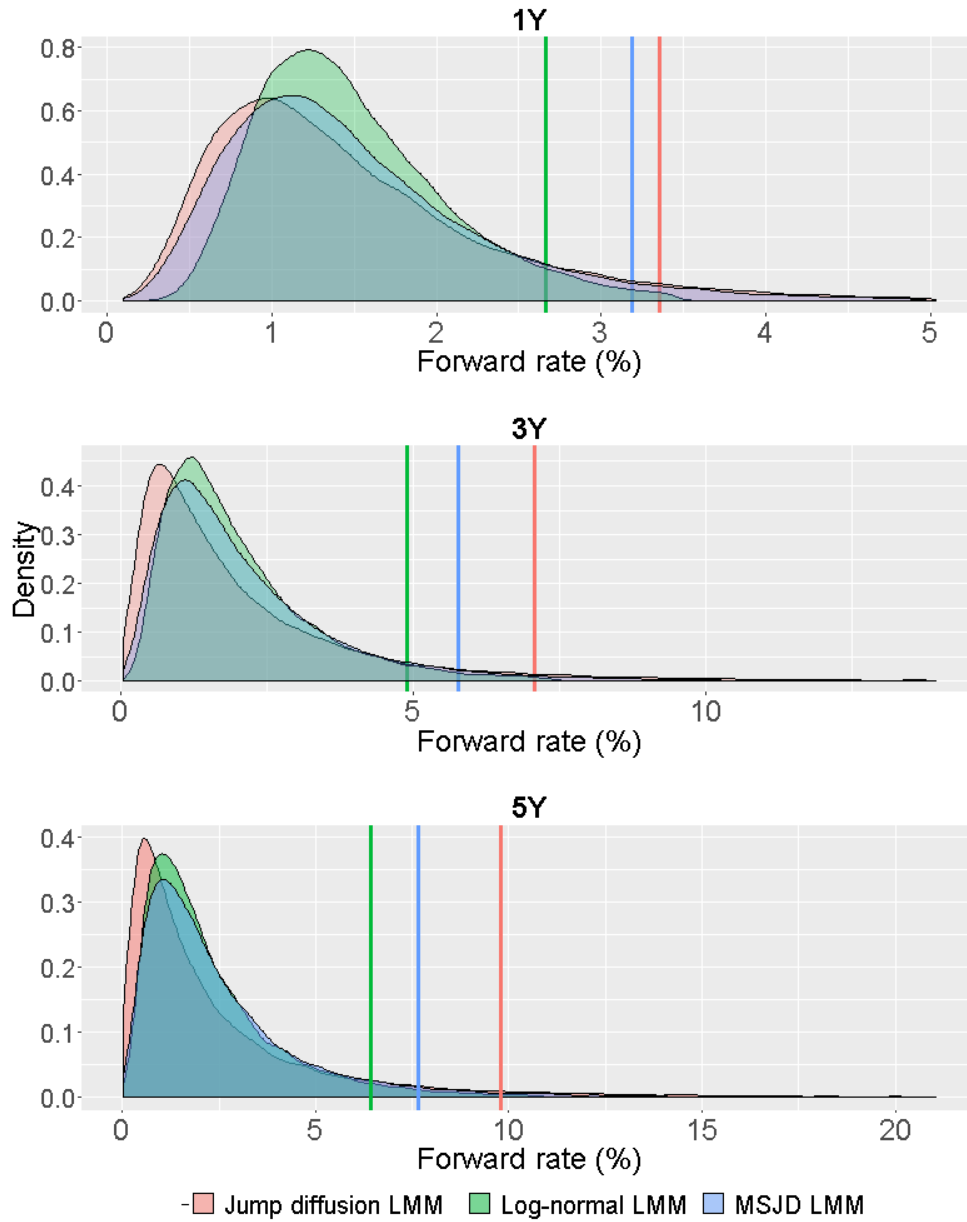 1Y
0.8
0.6
0.4
0.2
0.0
0 1 2 3 4 5
Forward rate (%)
3Y
0.4
0.3
0.2
0.1
0.0
0 5 10
Forward rate (%)
Density
5Y
0.4
0.3
0.2
0.1
0.0
0 5 10 15 20
Forward rate (%)
Jump diffusion LMM Log-normal LMM MSJD LMM